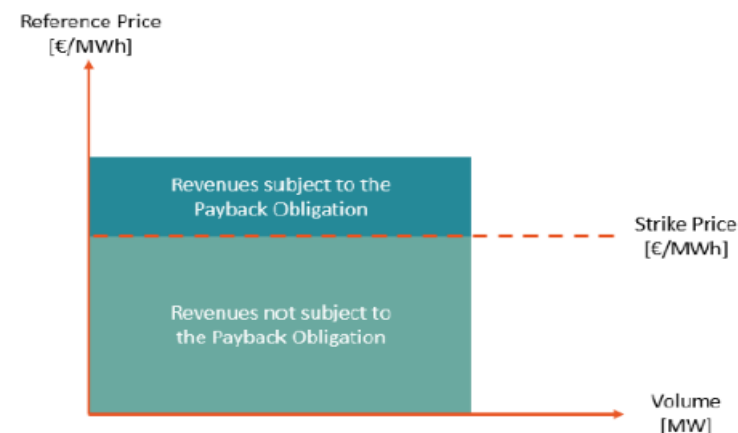 Reference Price
[€/MWh]
Revenues subject to the
Payback Obligation
Strike Price
[€/MWh]
Revenues not subject to
the Payback Obligation
Volume
[MW]